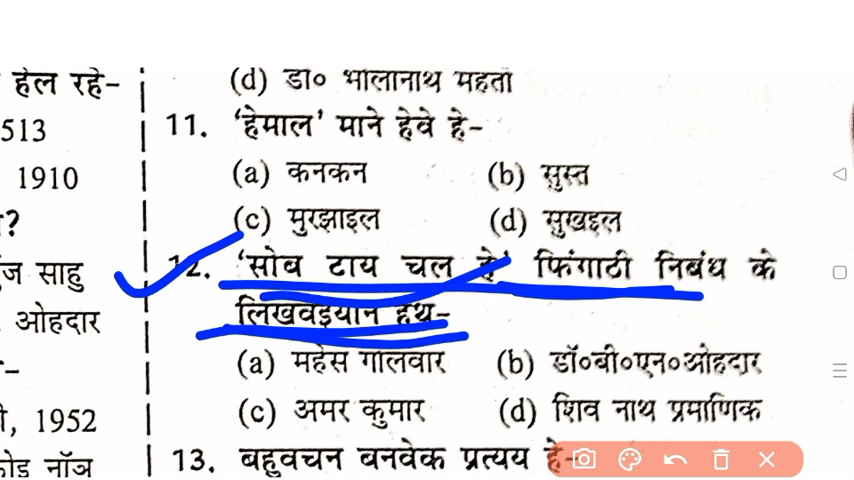 हेल रहे-
513
1910
?
ज साहु
ओहदार
-
, 1952
(d) डा० भोलानाथ महतो
11. 'हेमाल' माने हेवे हे-
(a) कनकन (b) सुस्त
(c) मुरझाइल (d) सुखइल
12. 'सोब टाय चल हे' फिंगाठी निबंध के
लिखवइयान हथ-
(a) महेस गोलवार (b) डॉ०बी०एन०ओहदार
(c) अमर कुमार (d) शिव नाथ प्रमाणिक
13. बहुवचन बनवेक प्रत्यय हे-